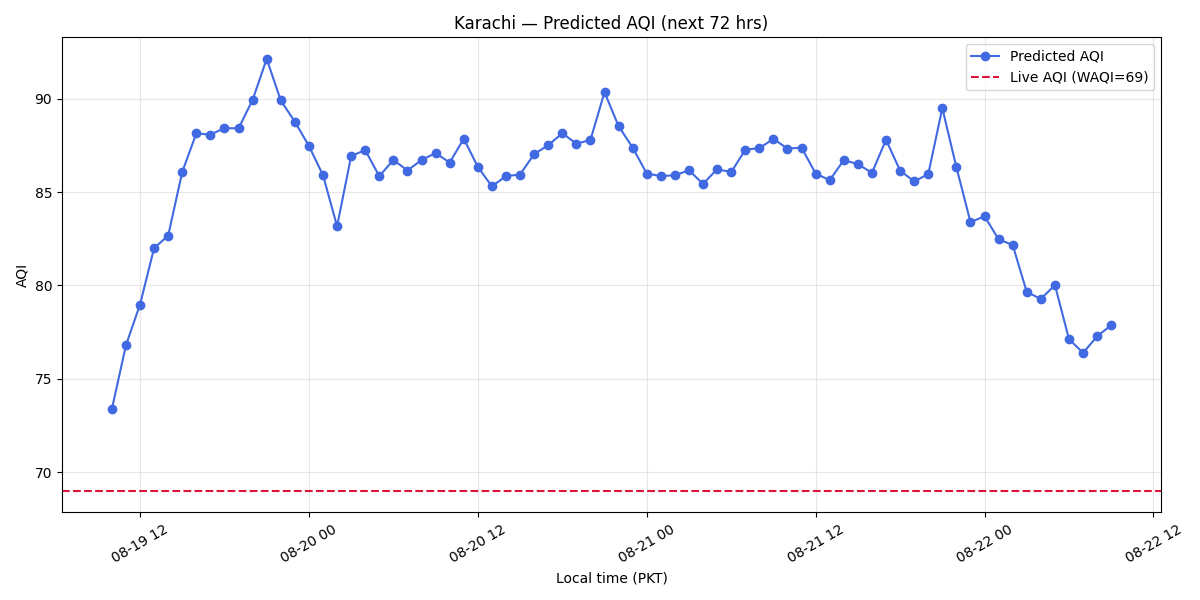 Karachi — Predicted AQI (next 72 hrs)
Predicted AQI
Live AQI (WAQI=69)
AQI
90
85
80
75
70
08-19 12
08-20 00
08-20 12
08-21 00
08-21 12
08-22 00
08-22 12
Local time (PKT)